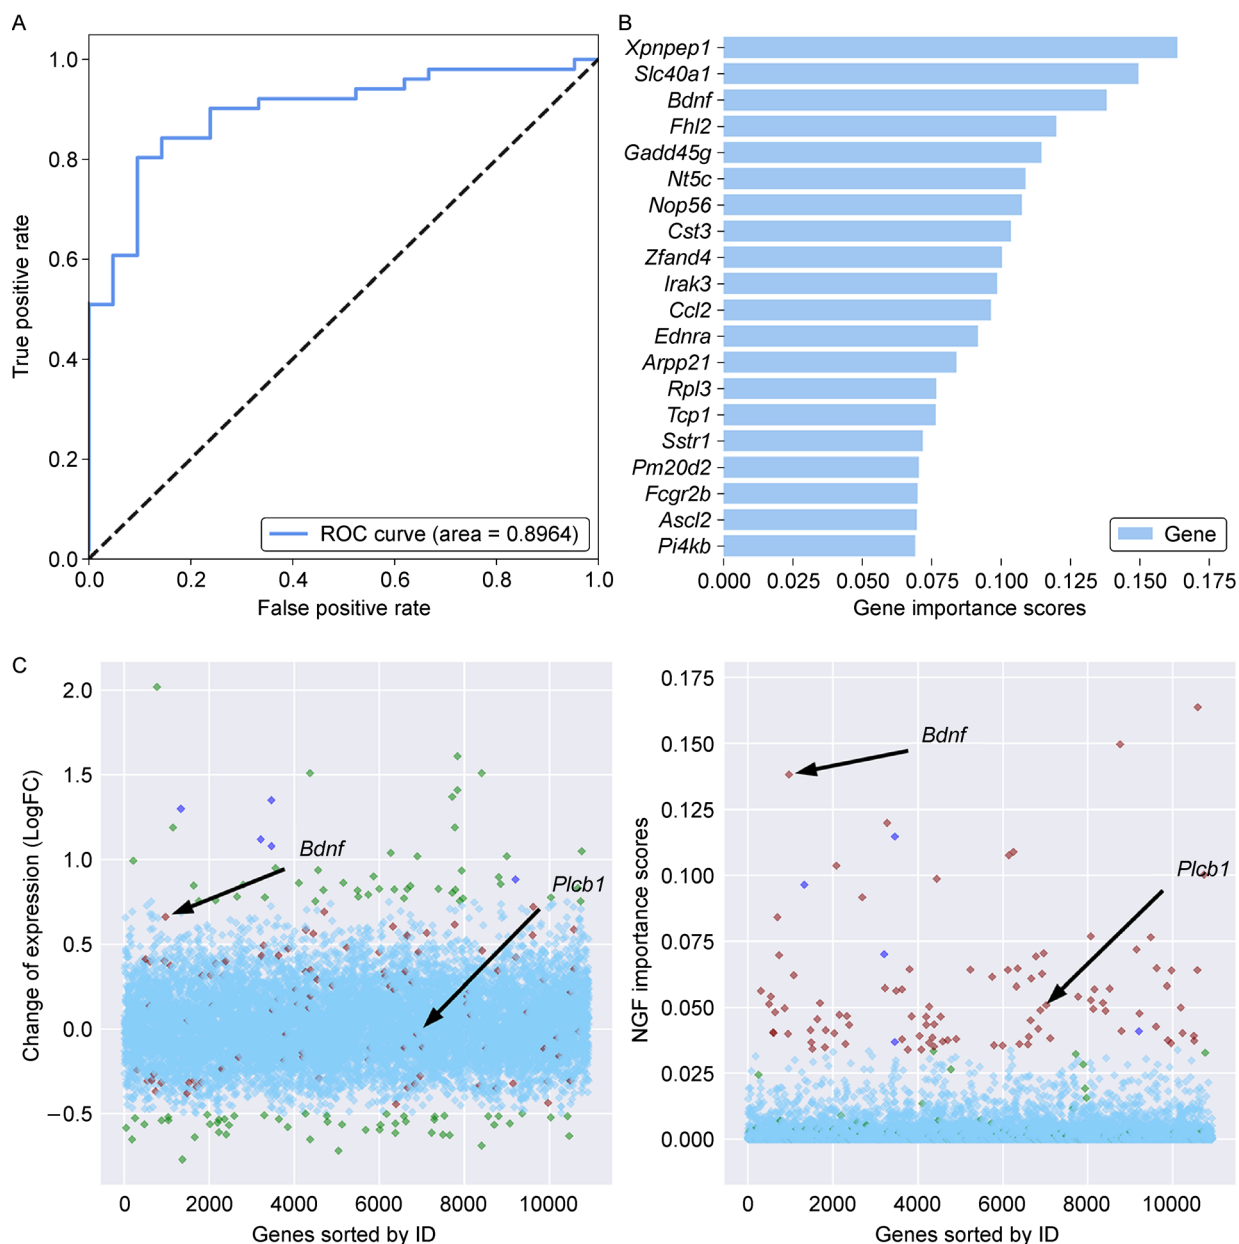 A
True positive rate
1.0
0.8
0.6
0.4
0.2
0.0
0.0 0.2 0.4 0.6 0.8 1.0
False positive rate
ROC curve (area = 0.8964)
B
Xpnpep1
Slc40a1
Bdnf
Fhl2
Gadd45g
Nt5c
Nop56
Cst3
Zfand4
Irak3
Ccl2
Ednra
Arpp21
Rpl3
Tcp1
Sstr1
Pm20d2
Fcgr2b
Ascl2
Pi4kb
Gene
0.000 0.025 0.050 0.075 0.100 0.125 0.150 0.175
Gene importance scores
C
Change of expression (LogFC)
2.0
1.5
1.0
0.5
0.0
−0.5
Bdnf
Plcb1
0 2000 4000 6000 8000 10000
Genes sorted by ID
NGF importance scores
0.175
0.150
0.125
0.100
0.075
0.050
0.025
0.000
Bdnf
Plcb1
0 2000 4000 6000 8000 10000
Genes sorted by ID